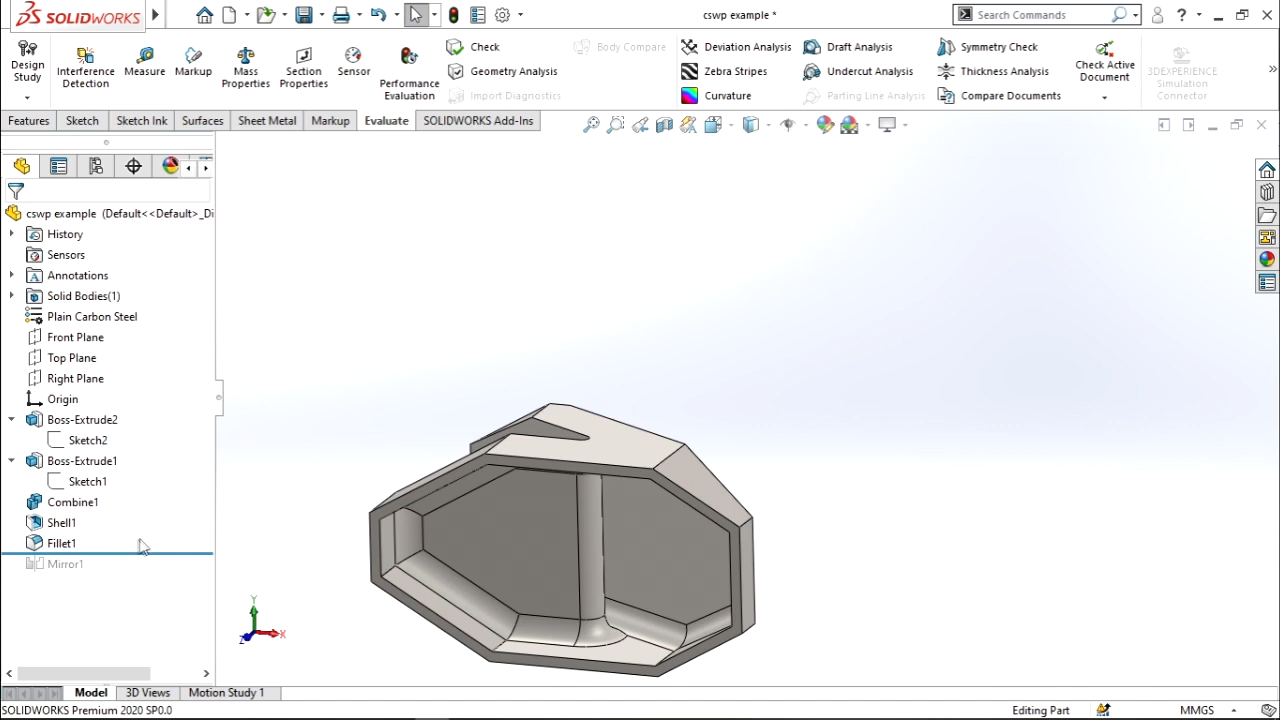 SOLIDWORKS
cswp example *
Search Commands
Design Study
Interference Detection
Measure
Markup
Mass Properties
Section Properties
Sensor
Performance Evaluation
Check
Geometry Analysis
Import Diagnostics
Body Compare
Deviation Analysis
Zebra Stripes
Curvature
Draft Analysis
Undercut Analysis
Parting Line Analysis
Symmetry Check
Thickness Analysis
Compare Documents
Check Active Document
3DEXPERIENCE Simulation Connector
Features
Sketch
Sketch Ink
Surfaces
Sheet Metal
Markup
Evaluate
SOLIDWORKS Add-Ins
cswp example (Default<<Default>_Di
History
Sensors
Annotations
Solid Bodies(1)
Plain Carbon Steel
Front Plane
Top Plane
Right Plane
Origin
Boss-Extrude2
Sketch2
Boss-Extrude1
Sketch1
Combine1
Shell1
Fillet1
Mirror1
Y
X
Z
Model
3D Views
Motion Study 1
SOLIDWORKS Premium 2020 SP0.0
Editing Part
MMGS